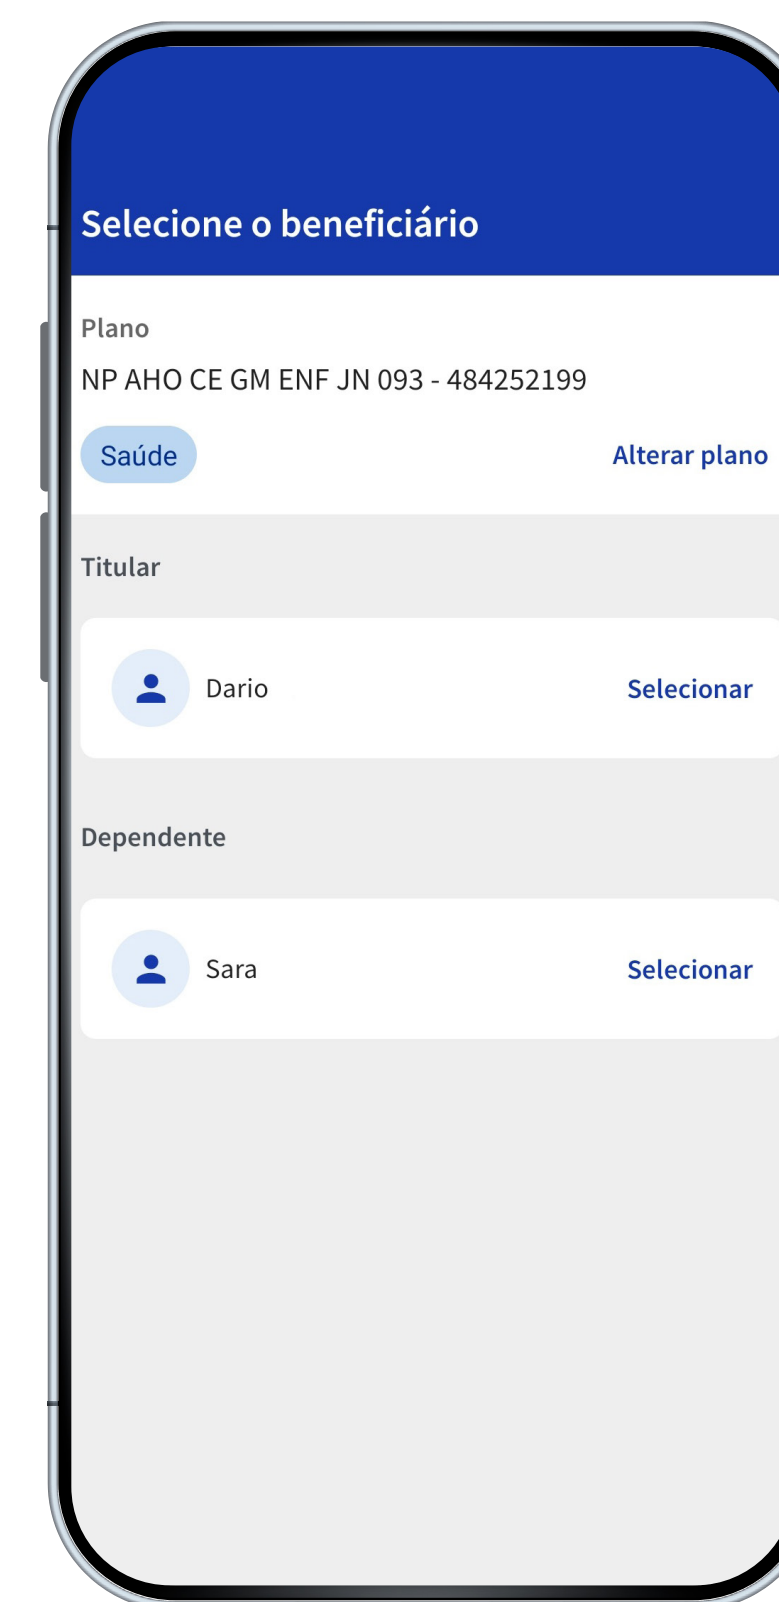 Selecione o beneficiário
Plano
NP AHO CE GM ENF JN 093 - 484252199
Saúde
Alterar plano
Titular
Dario
Selecionar
Dependente
Sara
Selecionar